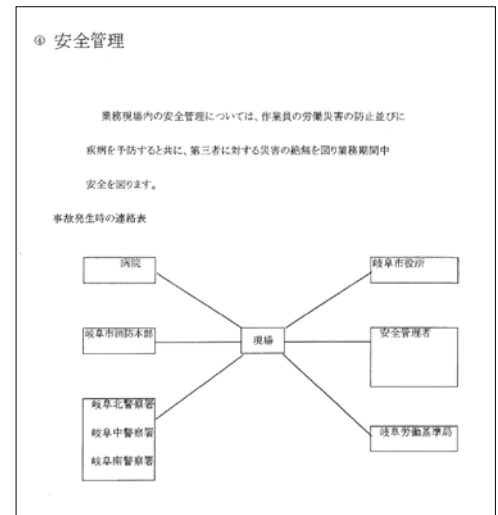 ④ 安全管理
業務現場内の安全管理については、作業員の労働災害の防止並びに
疾病を予防すると共に、第三者に対する災害の絶無を図り業務期間中
安全を図ります。
事故発生時の連絡表
病院
岐阜市役所
岐阜市消防本部
現場
安全管理者
岐阜北警察署
岐阜中警察署
岐阜南警察署
岐阜労働基準局